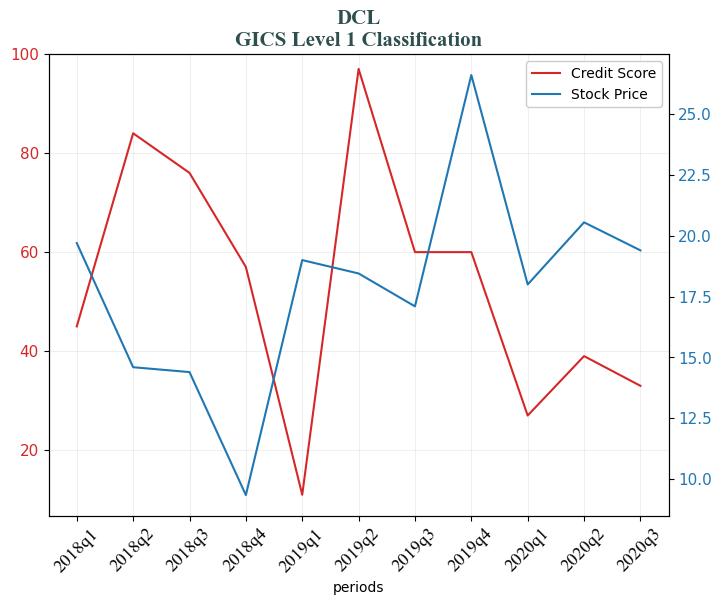 DCL
GICS Level 1 Classification
Credit Score
Stock Price
100
80
60
40
20
25.0
22.5
20.0
17.5
15.0
12.5
10.0
2018q1
2018q2
2018q3
2018q4
2019q1
2019q2
2019q3
2019q4
2020q1
2020q2
2020q3
periods